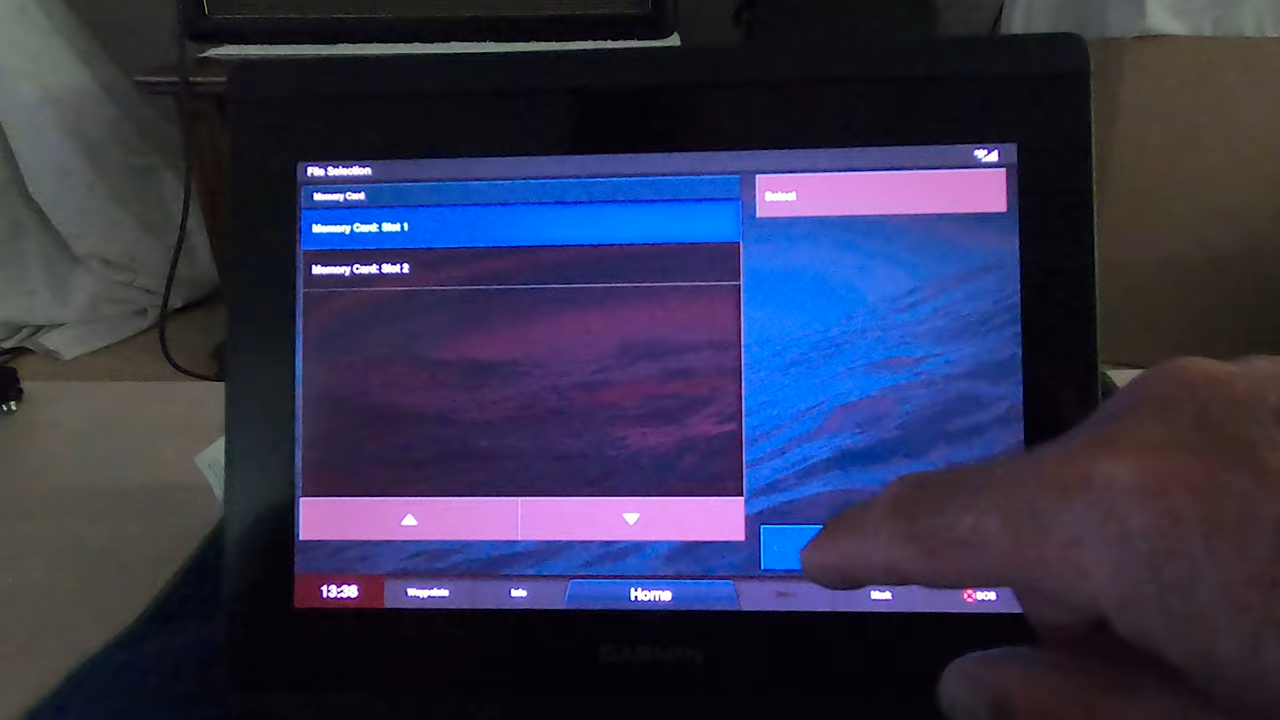 File Selection
Memory Card
Select
Memory Card: Slot 1
Memory Card: Slot 2
13:38
Waypoints
Info
Home
Mark
SOS
GARMIN